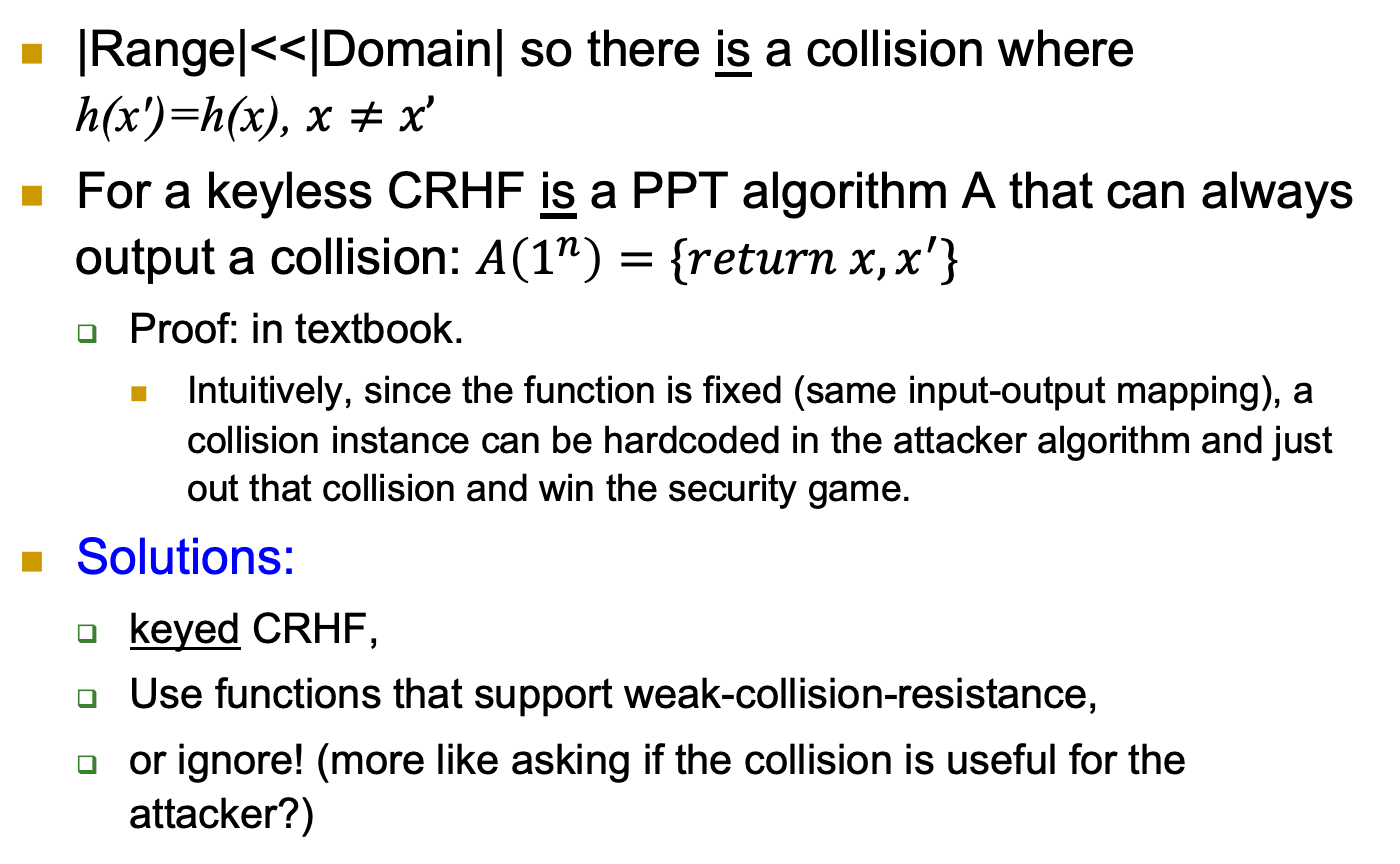 |Range|<<|Domain| so there is a collision where
h(x')=h(x), x ≠ x’
For a keyless CRHF is a PPT algorithm A that can always
output a collision: A(1ⁿ) = {return x, x′}
Proof: in textbook.
Intuitively, since the function is fixed (same input-output mapping), a
collision instance can be hardcoded in the attacker algorithm and just
out that collision and win the security game.
Solutions:
keyed CRHF,
Use functions that support weak-collision-resistance,
or ignore! (more like asking if the collision is useful for the
attacker?)